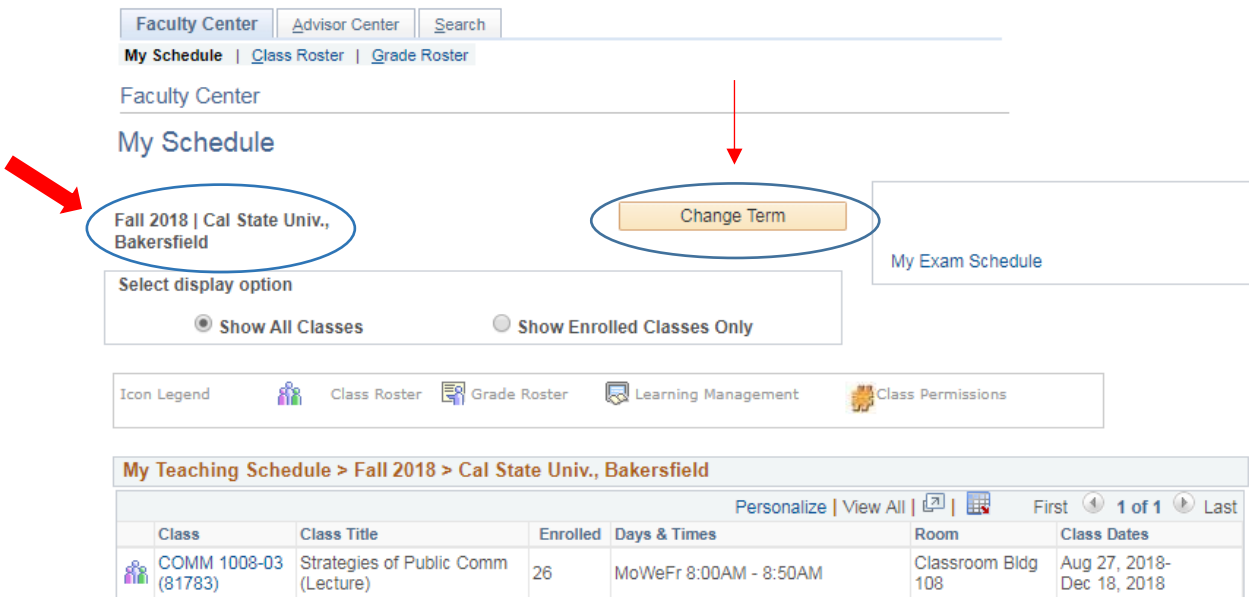 Faculty Center Advisor Center Search
My Schedule | Class Roster | Grade Roster
Faculty Center
My Schedule
Fall 2018 | Cal State Univ.,
Bakersfield
Change Term
My Exam Schedule
Select display option
Show All Classes Show Enrolled Classes Only
Icon Legend Class Roster Grade Roster Learning Management Class Permissions
My Teaching Schedule > Fall 2018 > Cal State Univ., Bakersfield
Personalize | View All | | First 1 of 1 Last
Class Class Title Enrolled Days & Times Room Class Dates
COMM 1008-03 Strategies of Public Comm 26 MoWeFr 8:00AM - 8:50AM Classroom Bldg Aug 27, 2018-
(81783) (Lecture) 108 Dec 18, 2018